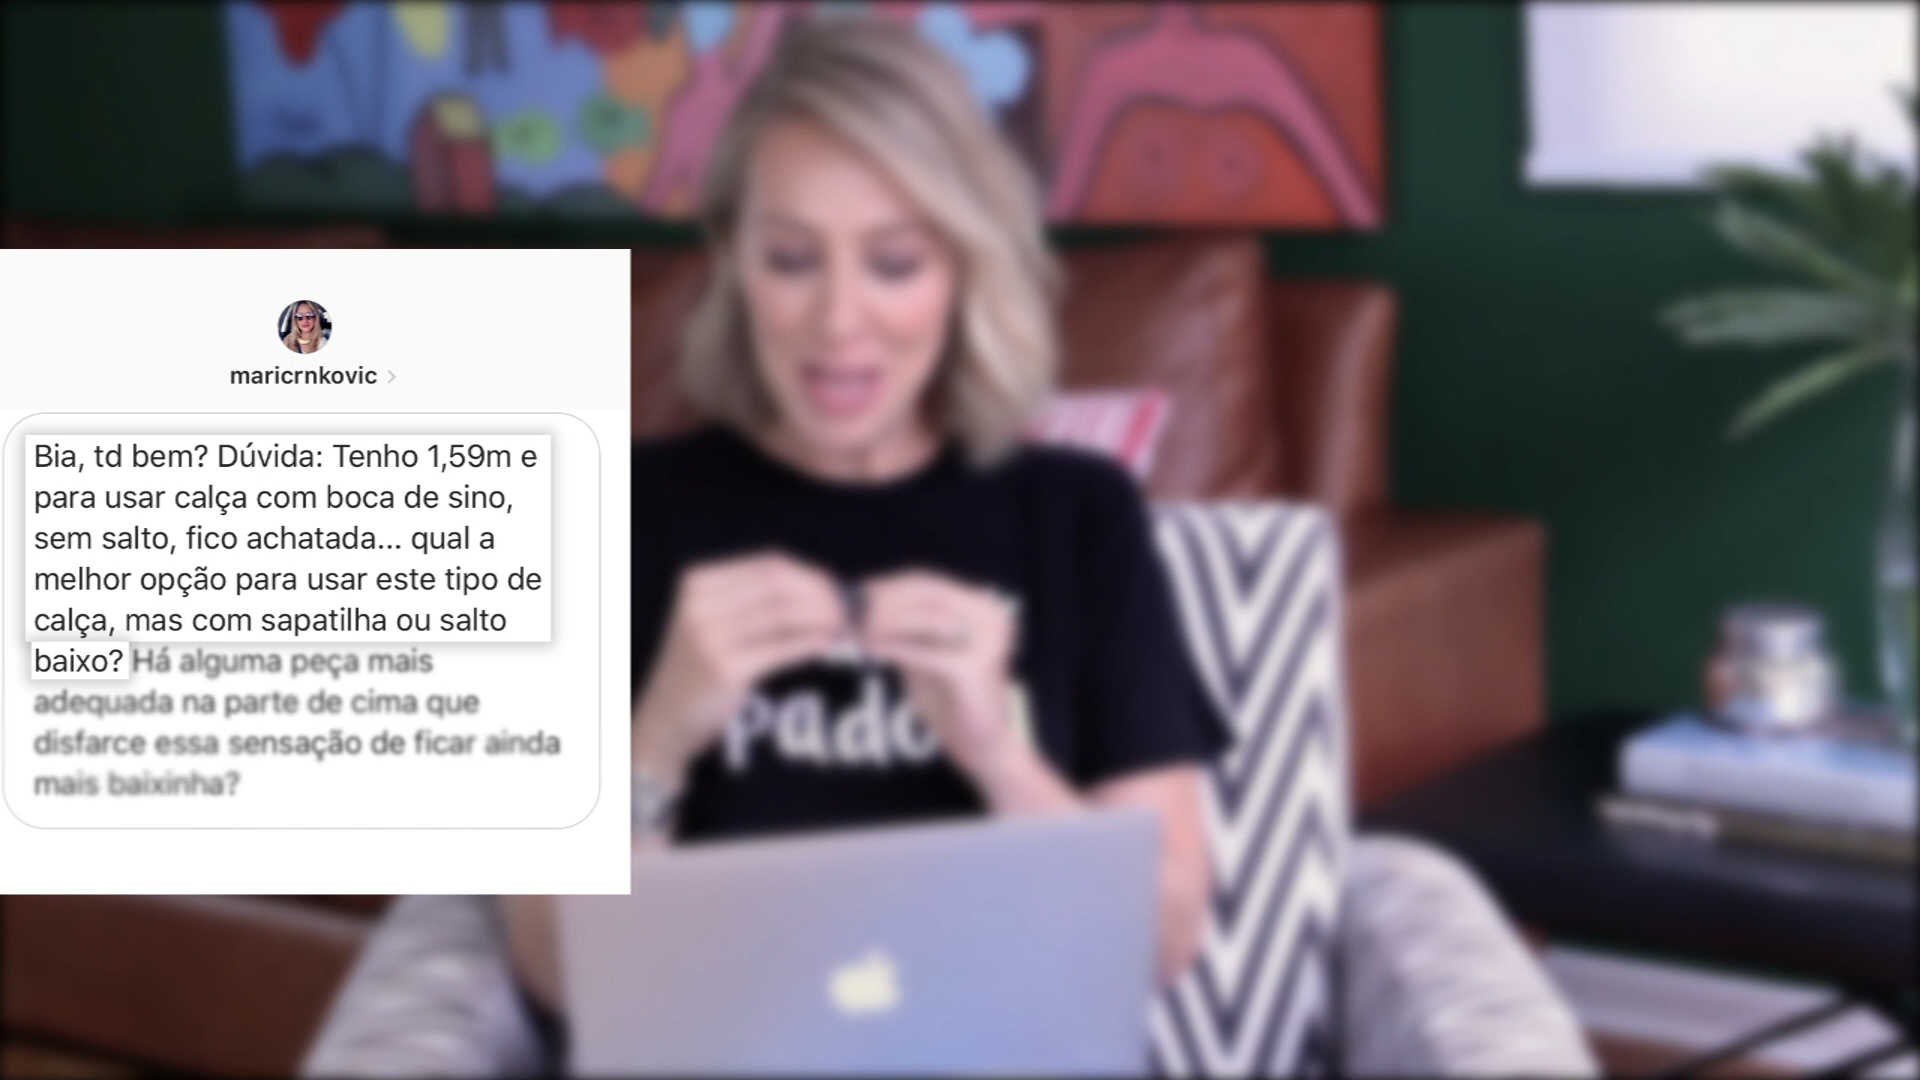 maricrnkovic
Bia, td bem? Dúvida: Tenho 1,59m e
para usar calça com boca de sino,
sem salto, fico achatada... qual a
melhor opção para usar este tipo de
calça, mas com sapatilha ou salto
baixo? Há alguma peça mais
adequada na parte de cima que
disfarce essa sensação de ficar ainda
mais baixinha?